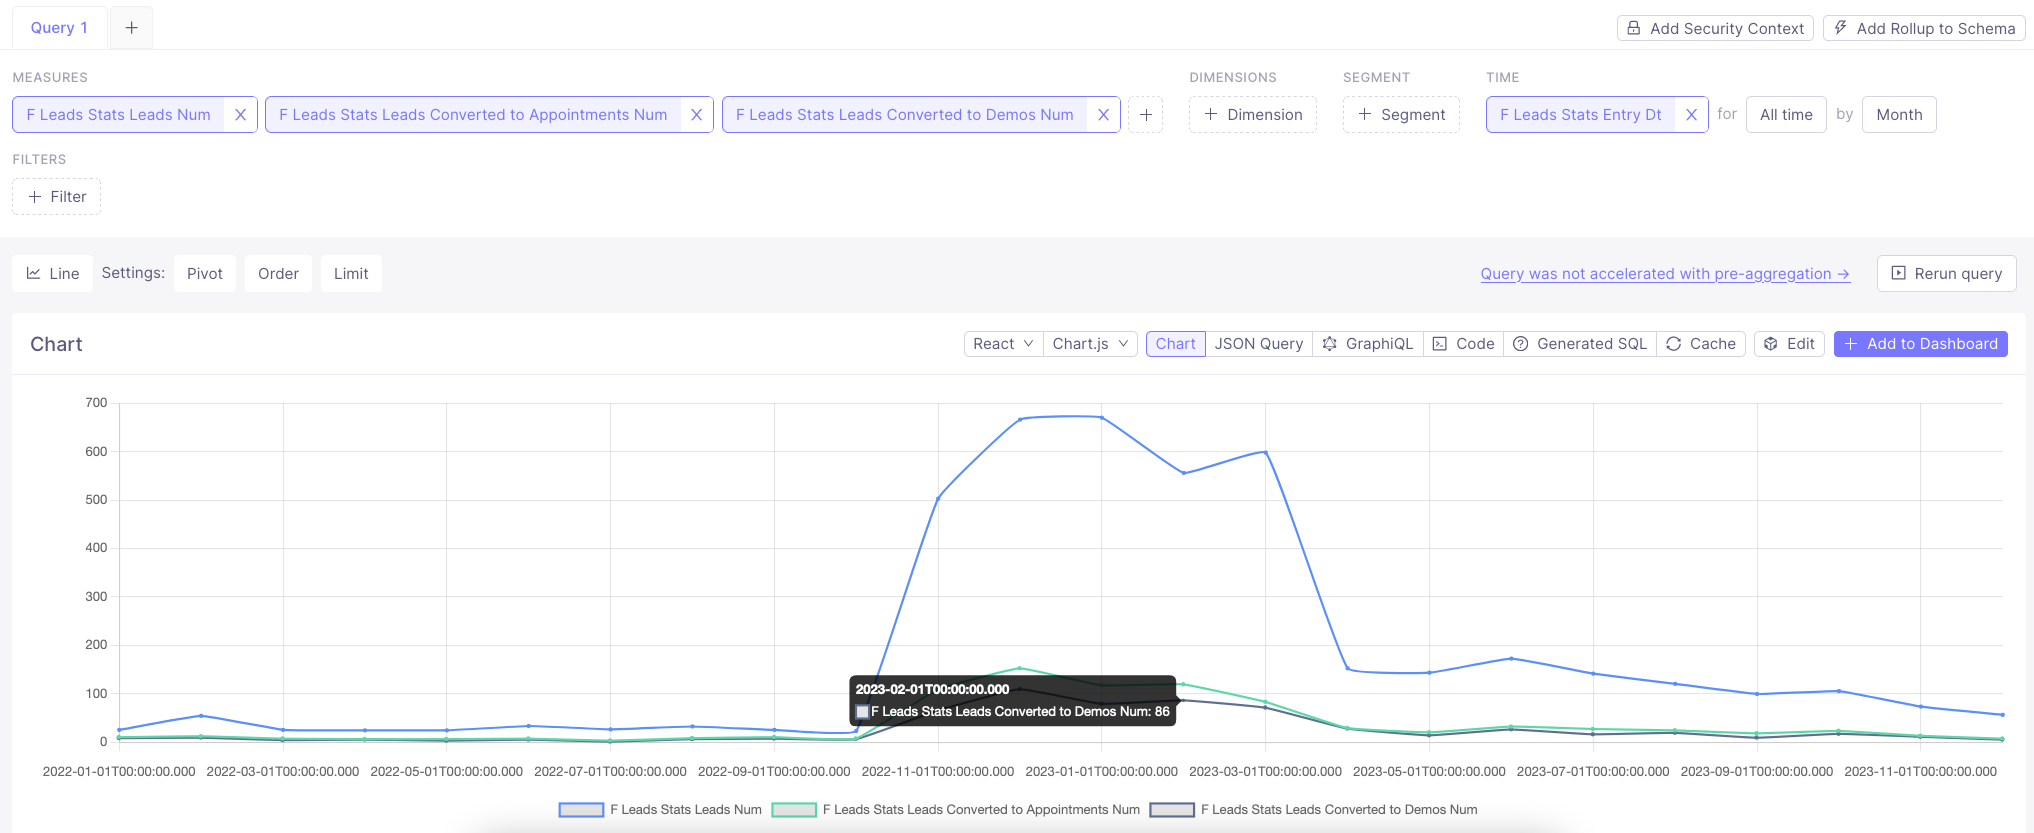 Query 1
Add Security Context
Add Rollup to Schema
MEASURES
DIMENSIONS
SEGMENT
TIME
F Leads Stats Leads Num
F Leads Stats Leads Converted to Appointments Num
F Leads Stats Leads Converted to Demos Num
+ Dimension
+ Segment
F Leads Stats Entry Dt
for
All time
by
Month
FILTERS
+ Filter
Line
Settings:
Pivot
Order
Limit
Query was not accelerated with pre-aggregation →
Rerun query
Chart
React
Chart.js
Chart
JSON Query
GraphiQL
Code
Generated SQL
Cache
Edit
+ Add to Dashboard
700
600
500
400
300
200
100
0
2023-02-01T00:00:00.000
F Leads Stats Leads Converted to Demos Num: 86
2022-01-01T00:00:00.000
2022-03-01T00:00:00.000
2022-05-01T00:00:00.000
2022-07-01T00:00:00.000
2022-09-01T00:00:00.000
2022-11-01T00:00:00.000
2023-01-01T00:00:00.000
2023-03-01T00:00:00.000
2023-05-01T00:00:00.000
2023-07-01T00:00:00.000
2023-09-01T00:00:00.000
2023-11-01T00:00:00.000
F Leads Stats Leads Num
F Leads Stats Leads Converted to Appointments Num
F Leads Stats Leads Converted to Demos Num